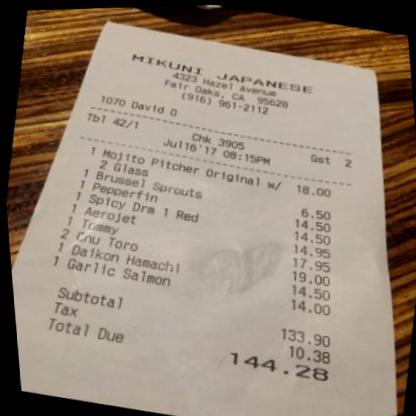 MIKUNI JAPANESE
4323 Hazel Avenue
Fair Oaks, CA 95628
(916) 961-2112
1070 David O
Tbl 42/1 Chk 3905 Gst 2
Jul16'17 08:15PM
1 Mojito Pitcher Original w/ 18.00
2 Glass
1 Brussel Sprouts 6.50
1 Pepperfin 14.50
1 Spicy Drm 1 Red 14.50
1 Aerojet 14.95
1 Tommy 17.95
2 Chu Toro 19.00
1 Daikon Hamachi 14.50
1 Garlic Salmon 14.00
Subtotal 133.90
Tax 10.38
Total Due 144.28